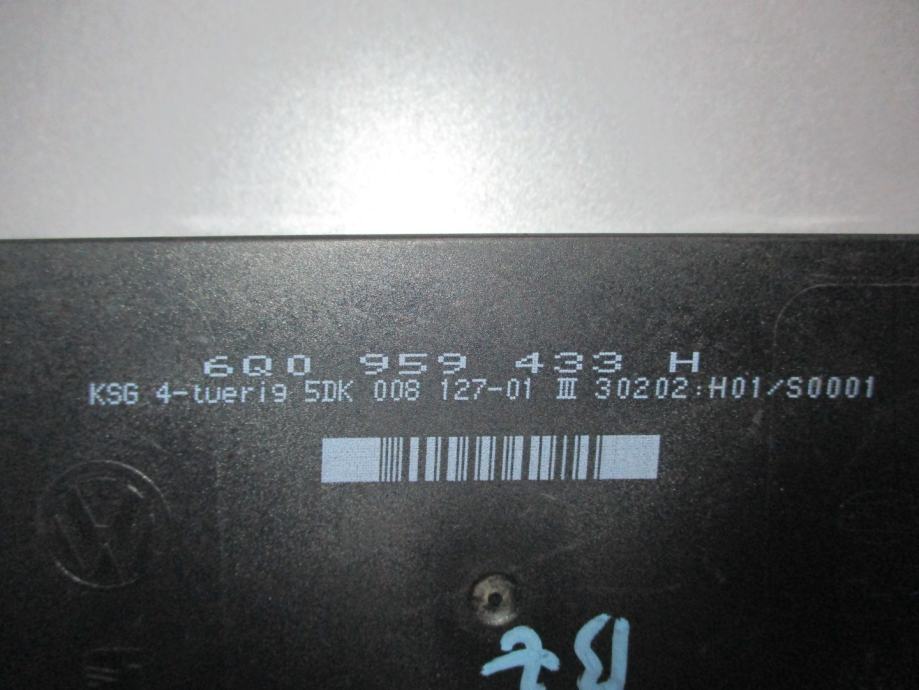 6Q0 959 433 H
KSG 4-tuerig 5DK 008 127-01 III 30202:H01/S0001